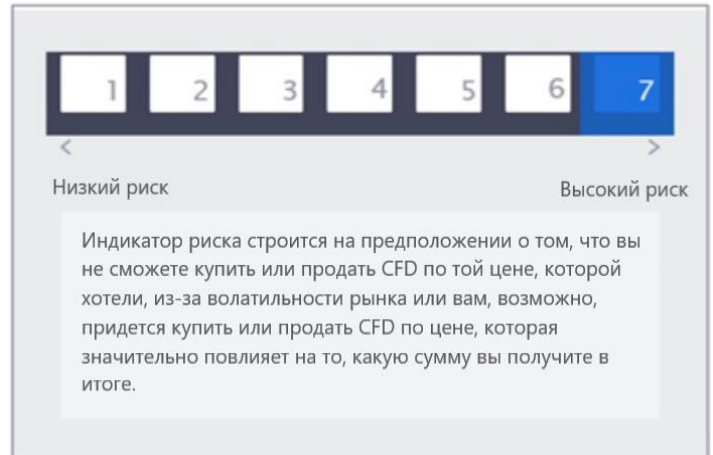 1 2 3 4 5 6 7
< >
Низкий риск Высокий риск
Индикатор риска строится на предположении о том, что вы
не сможете купить или продать CFD по той цене, которой
хотели, из-за волатильности рынка или вам, возможно,
придется купить или продать CFD по цене, которая
значительно повлияет на то, какую сумму вы получите в
итоге.